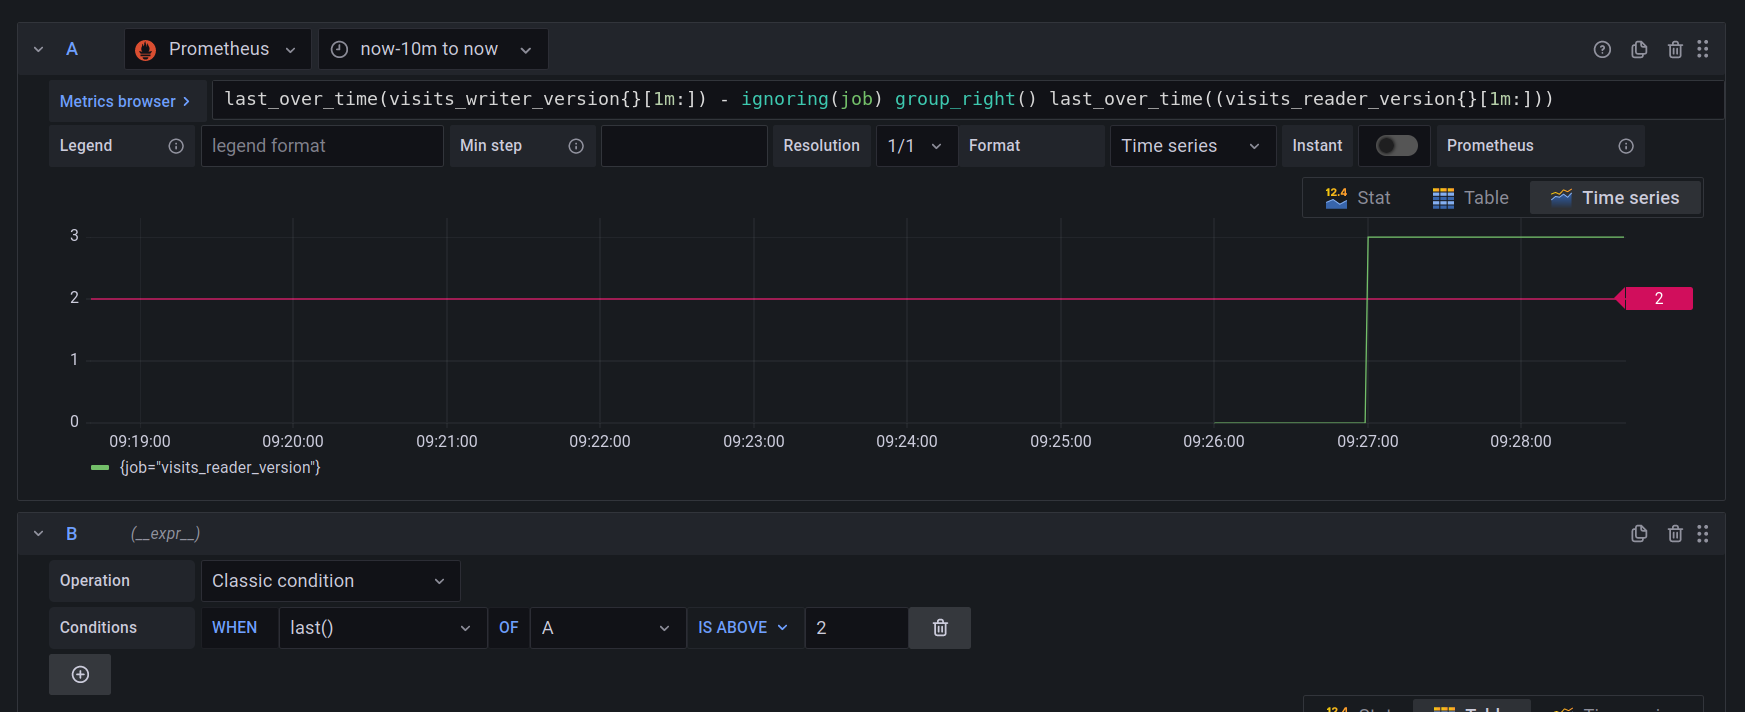 A Prometheus now-10m to now
Metrics browser > last_over_time(visits_writer_version{}[1m:]) - ignoring(job) group_right() last_over_time((visits_reader_version{}[1m:]))
Legend legend format Min step Resolution 1/1 Format Time series Instant Prometheus
12.4 Stat Table Time series
3
2 2
1
0
09:19:00 09:20:00 09:21:00 09:22:00 09:23:00 09:24:00 09:25:00 09:26:00 09:27:00 09:28:00
{job="visits_reader_version"}
B (__expr__)
Operation Classic condition
Conditions WHEN last() OF A IS ABOVE 2